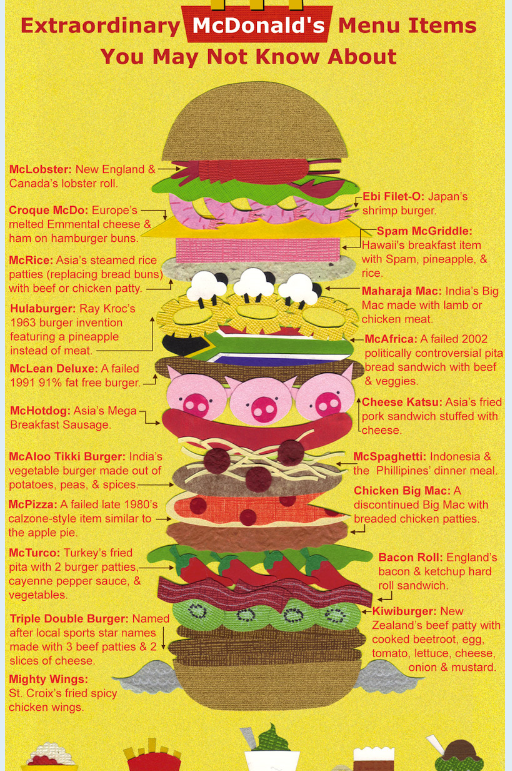 Extraordinary McDonald's Menu Items
You May Not Know About
McLobster: New England &
Canada's lobster roll.
Croque McDo: Europe's
melted Emmental cheese &
ham on hamburger buns.
McRice: Asia's steamed rice
patties (replacing bread buns)
with beef or chicken patty.
Hulaburger: Ray Kroc's
1963 burger invention
featuring a pineapple
instead of meat.
McLean Deluxe: A failed
1991 91% fat free burger.
McHotdog: Asia's Mega
Breakfast Sausage.
McAloo Tikki Burger: India's
vegetable burger made out of
potatoes, peas, & spices.
McPizza: A failed late 1980's
calzone-style item similar to
the apple pie.
McTurco: Turkey's fried
pita with 2 burger patties,
cayenne pepper sauce, &
vegetables.
Triple Double Burger: Named
after local sports star names
made with 3 beef patties & 2
slices of cheese.
Mighty Wings:
St. Croix's fried spicy
chicken wings.
Ebi Filet-O: Japan's
shrimp burger.
Spam McGriddle:
Hawaii's breakfast item
with Spam, pineapple, &
rice.
Maharaja Mac: India's Big
Mac made with lamb or
chicken meat.
McAfrica: A failed 2002
politically controversial pita
bread sandwich with beef
& veggies.
Cheese Katsu: Asia's fried
pork sandwich stuffed with
cheese.
McSpaghetti: Indonesia &
the Phillipines' dinner meal.
Chicken Big Mac: A
discontinued Big Mac with
breaded chicken patties.
Bacon Roll: England's
bacon & ketchup hard
roll sandwich.
Kiwiburger: New
Zealand's beef patty with
cooked beetroot, egg,
tomato, lettuce, cheese,
onion & mustard.